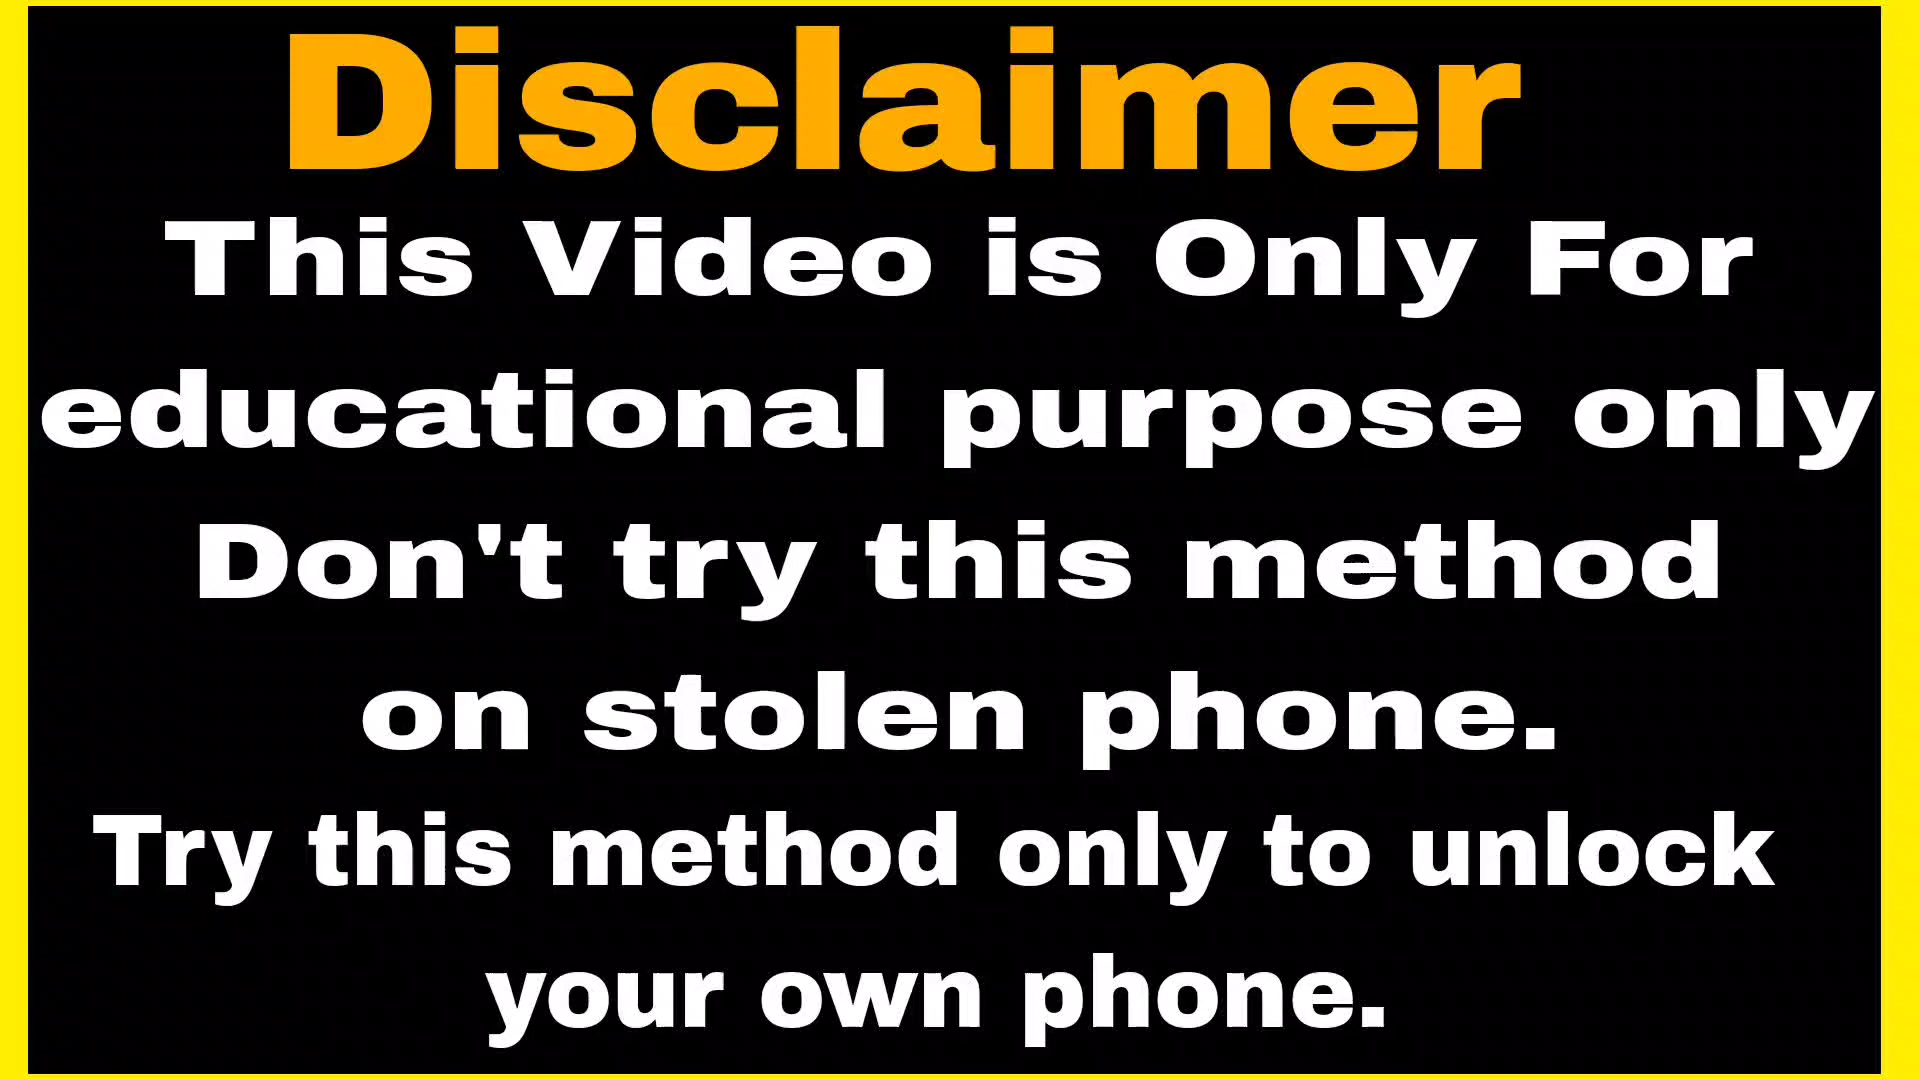 Disclaimer
This Video is Only For
educational purpose only
Don't try this method
on stolen phone.
Try this method only to unlock
your own phone.